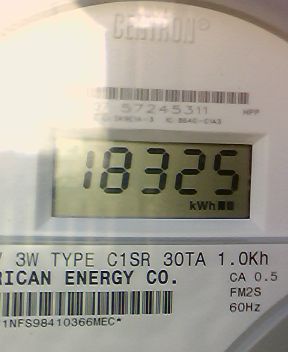 CENTRON®
57245311 HPP
18325
kWh
3W TYPE C1SR 30TA 1.0Kh
RICAN ENERGY CO. CA 0.5
FM2S
60Hz
1NFS98410366MEC*